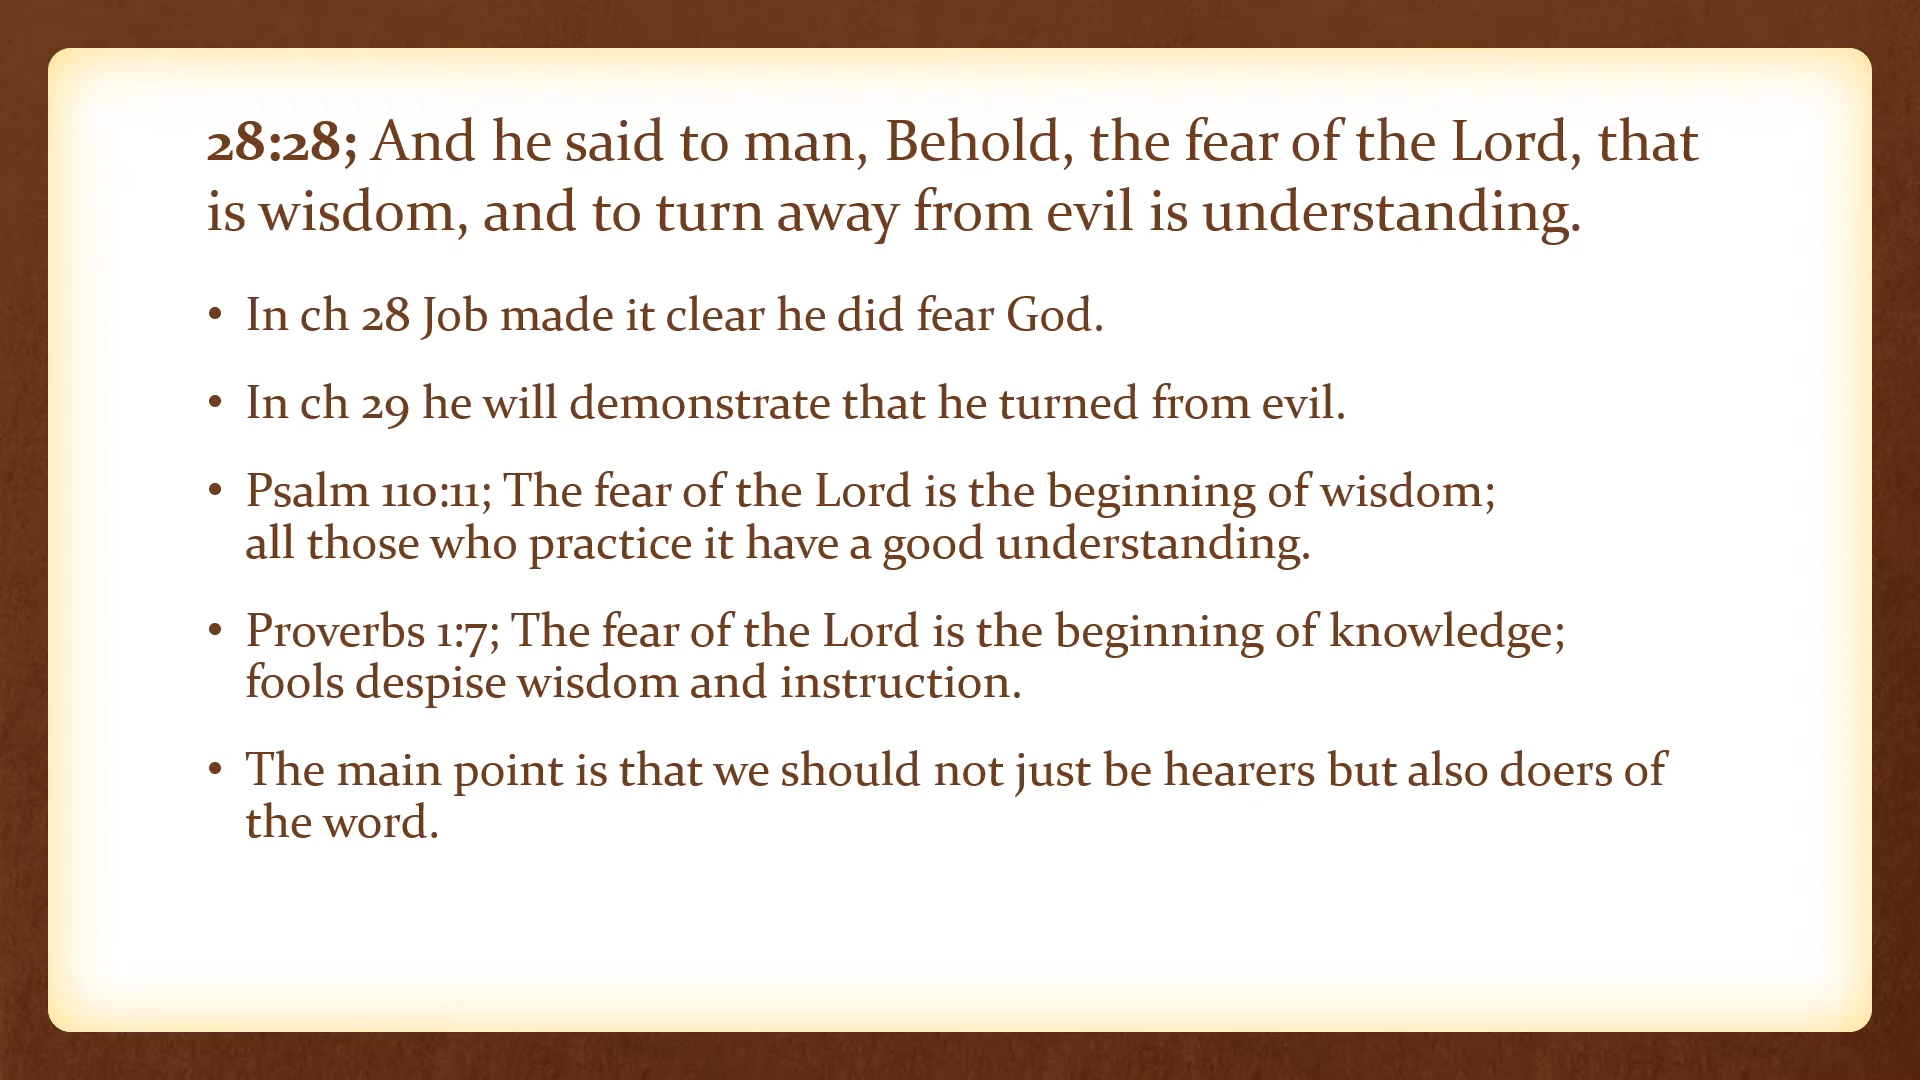 28:28; And he said to man, Behold, the fear of the Lord, that
is wisdom, and to turn away from evil is understanding.
• In ch 28 Job made it clear he did fear God.
• In ch 29 he will demonstrate that he turned from evil.
• Psalm 110:11; The fear of the Lord is the beginning of wisdom;
all those who practice it have a good understanding.
• Proverbs 1:7; The fear of the Lord is the beginning of knowledge;
fools despise wisdom and instruction.
• The main point is that we should not just be hearers but also doers of
the word.